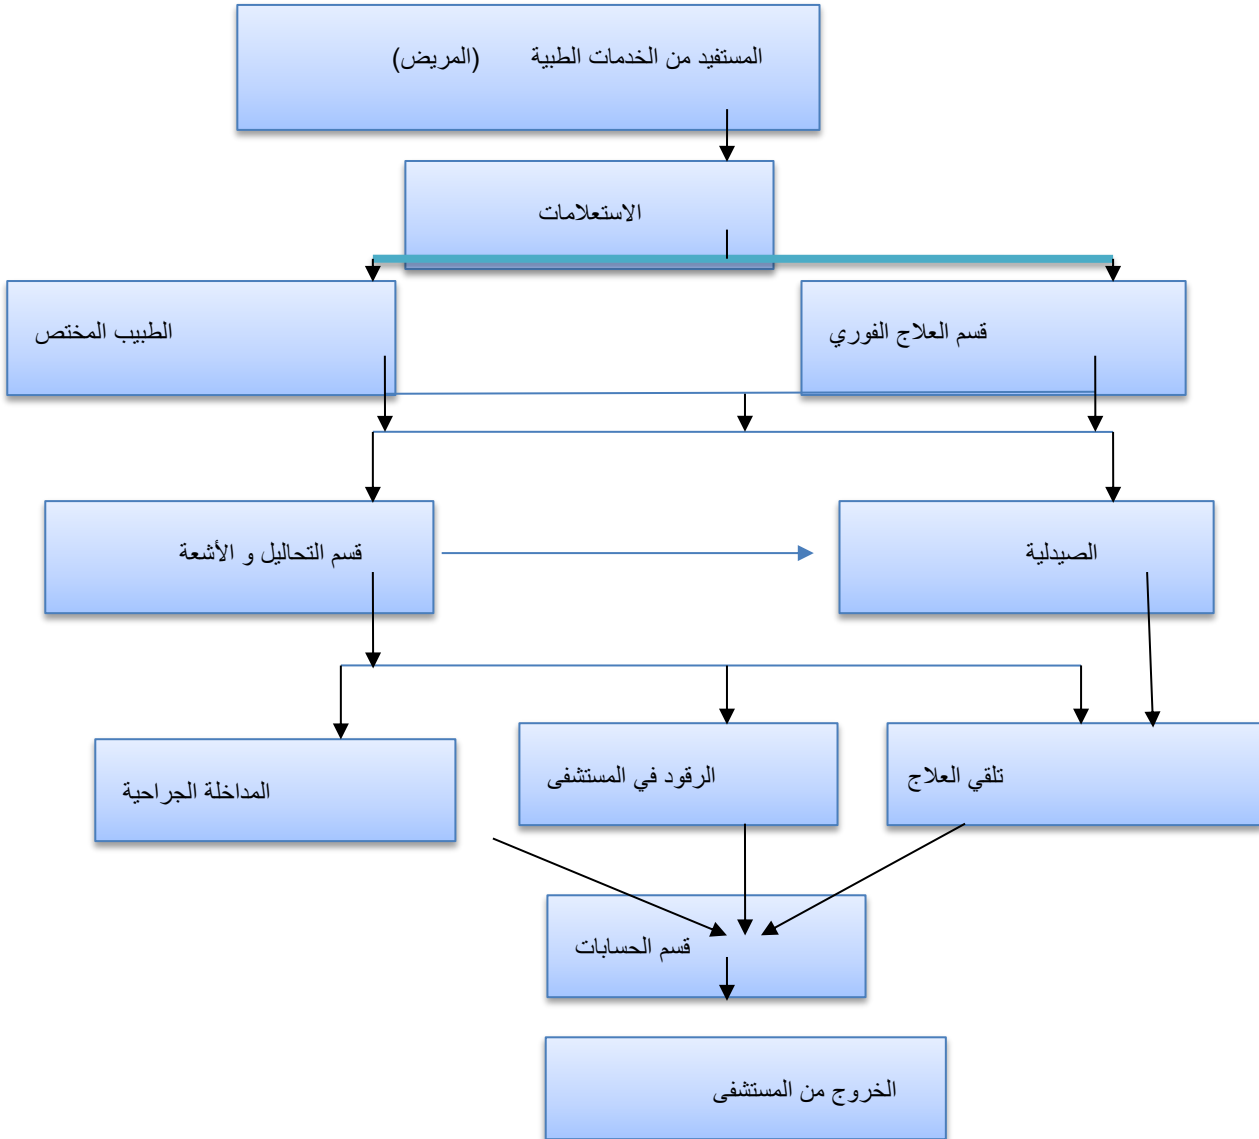 المستفيد من الخدمات الطبية (المريض)
الاستعلامات
قسم العلاج الفوري
الطبيب المختص
الصيدلية
قسم التحاليل و الأشعة
تلقي العلاج
الرقود في المستشفى
المداخلة الجراحية
قسم الحسابات
الخروج من المستشفى